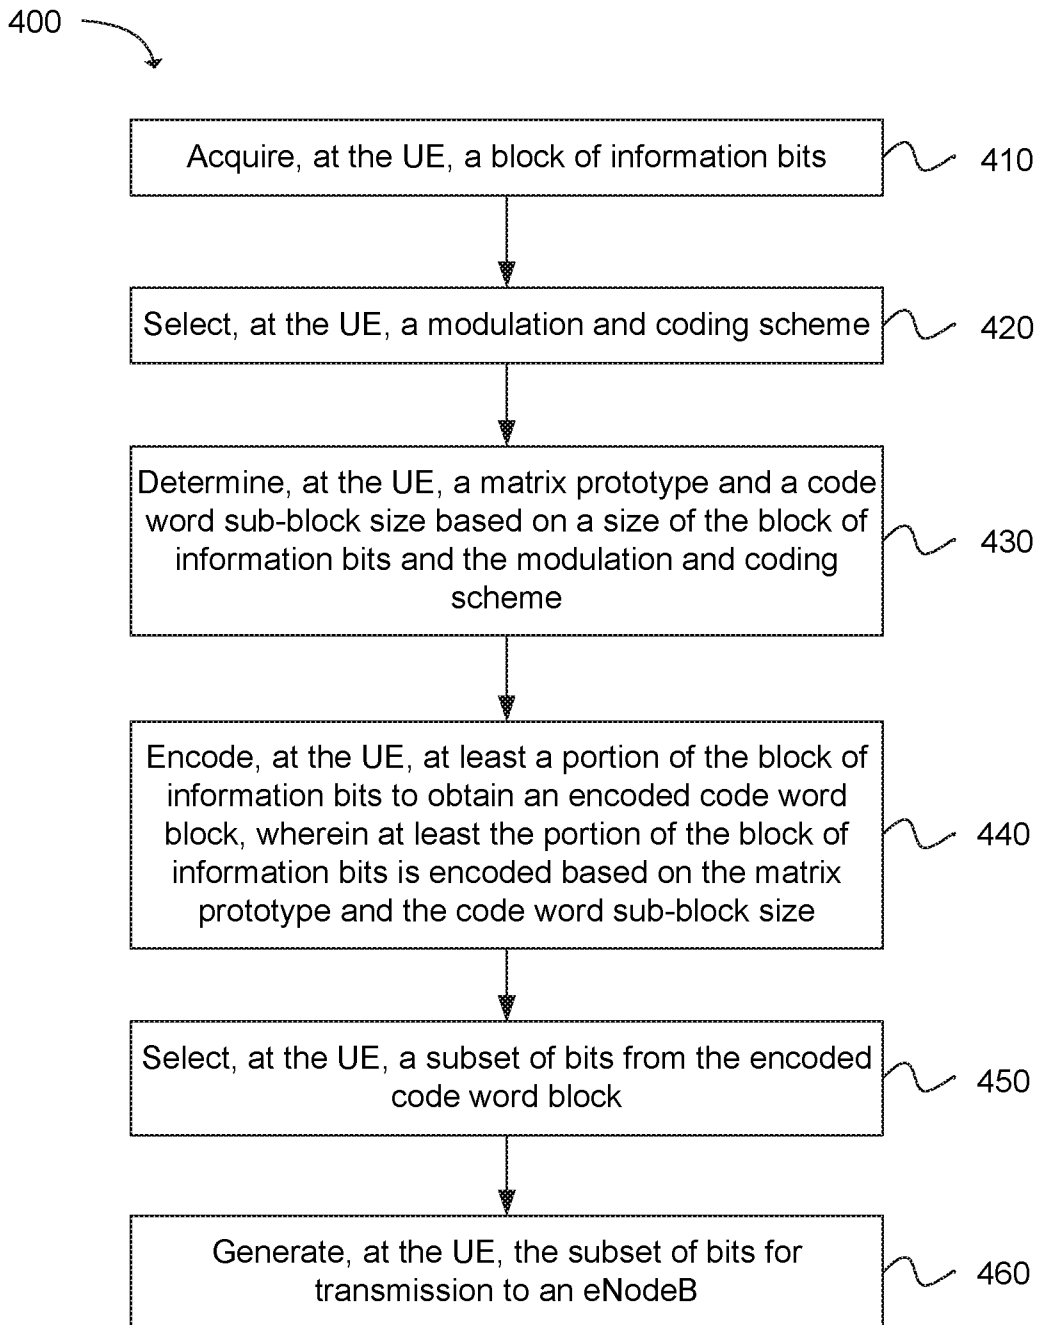 400
Acquire, at the UE, a block of information bits
410
Select, at the UE, a modulation and coding scheme
420
Determine, at the UE, a matrix prototype and a code
word sub-block size based on a size of the block of
information bits and the modulation and coding
scheme
430
Encode, at the UE, at least a portion of the block of
information bits to obtain an encoded code word
block, wherein at least the portion of the block of
information bits is encoded based on the matrix
prototype and the code word sub-block size
440
Select, at the UE, a subset of bits from the encoded
code word block
450
Generate, at the UE, the subset of bits for
transmission to an eNodeB
460